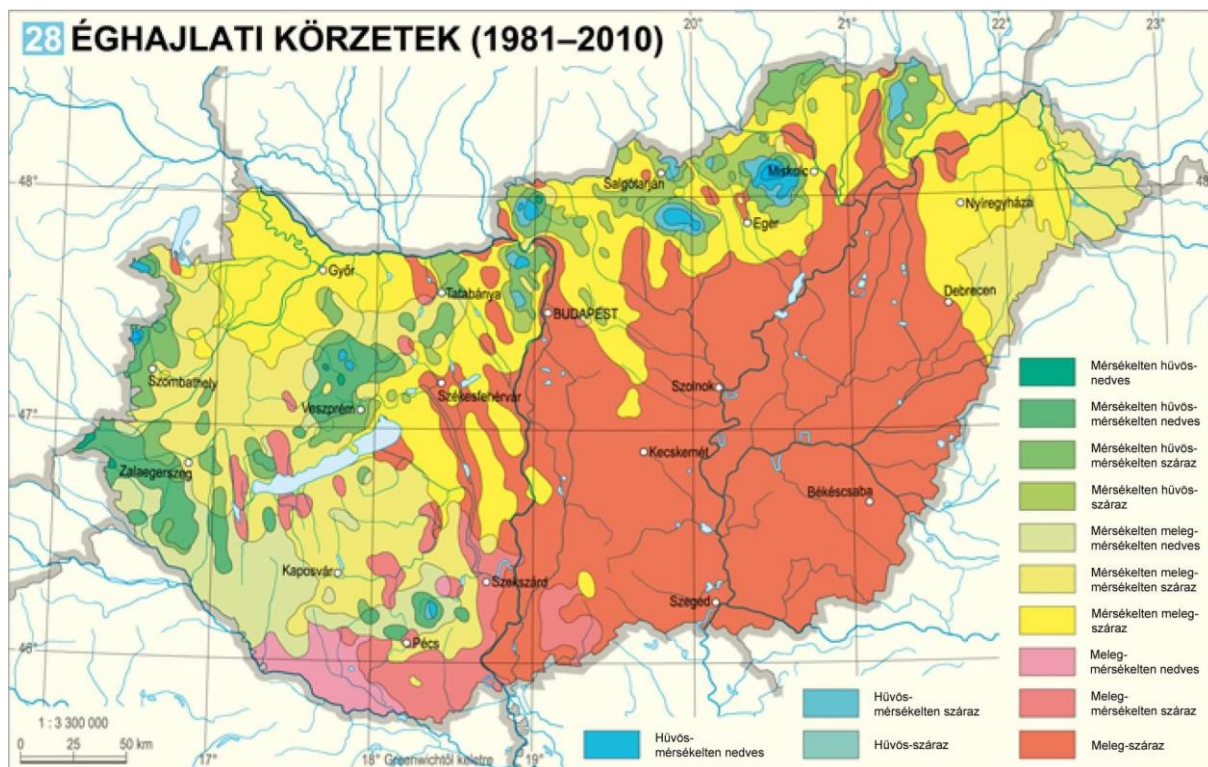 28 ÉGHAJLATI KÖRZETEK (1981–2010)
20°
21°
22°
23°
48°
48
Salgótarján
Miskolc
Nyíregyháza
Eger
Győr
Tatabánya
Debrecen
BUDAPEST
Szombathely
Székesfehérvár
Szolnok
Veszprém
47°
Kecskemét
Zalaegerszeg
Békéscsaba
Kaposvár
Szekszárd
Szeged
Pécs
Mérsékelten hűvös-
nedves
Mérsékelten hűvös-
mérsékelten nedves
Mérsékelten hűvös-
mérsékelten száraz
Mérsékelten hűvös-
száraz
Mérsékelten meleg-
mérsékelten nedves
Mérsékelten meleg-
mérsékelten száraz
Mérsékelten meleg-
száraz
Meleg-
mérsékelten nedves
Meleg-
mérsékelten száraz
Meleg-száraz
Hűvös-
mérsékelten száraz
Hűvös-száraz
Hűvös-
mérsékelten nedves
1 : 3 300 000
0 25 50 km
17°
18° Greenwichtől keletre
19°